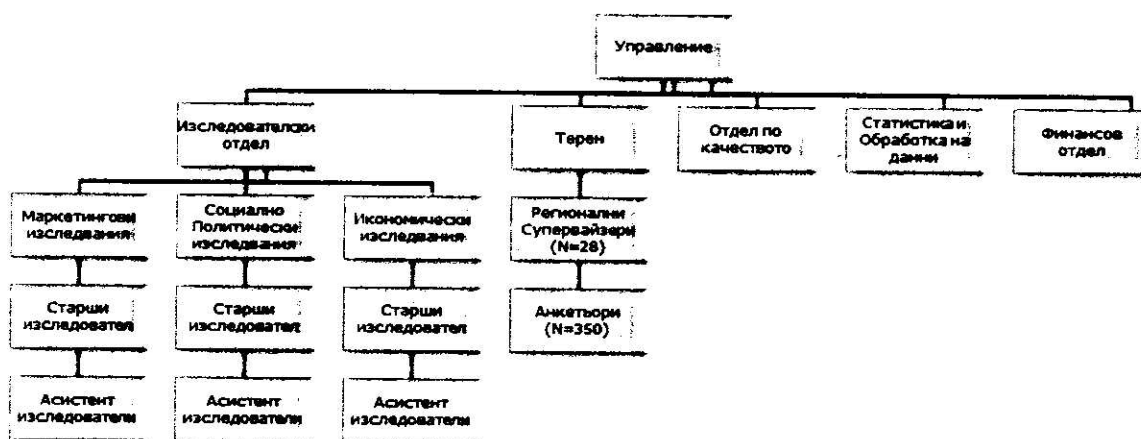 Управление
Изследователски
отдел
Терен
Отдел по
качеството
Статистика и
Обработка на
данни
Финансов
отдел
Маркетингови
изследвания
Социално
Политически
изследвания
Икономически
изследвания
Регионални
Супервайзери
(N=28)
Старши
изследовател
Старши
изследовател
Старши
изследовател
Анкетьори
(N=350)
Асистент
изследователи
Асистент
изследователи
Асистент
изследователи